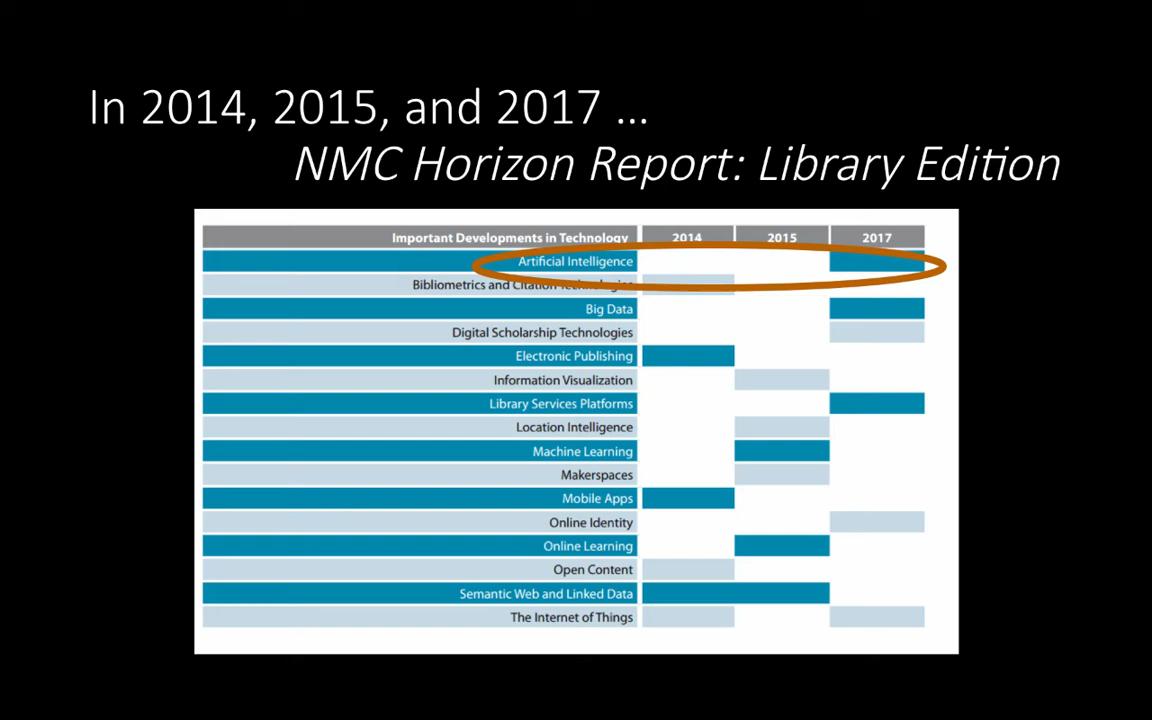 In 2014, 2015, and 2017 …
NMC Horizon Report: Library Edition
Important Developments in Technology 2014 2015 2017
Artificial Intelligence
Bibliometrics and Citation Technologies
Big Data
Digital Scholarship Technologies
Electronic Publishing
Information Visualization
Library Services Platforms
Location Intelligence
Machine Learning
Makerspaces
Mobile Apps
Online Identity
Online Learning
Open Content
Semantic Web and Linked Data
The Internet of Things